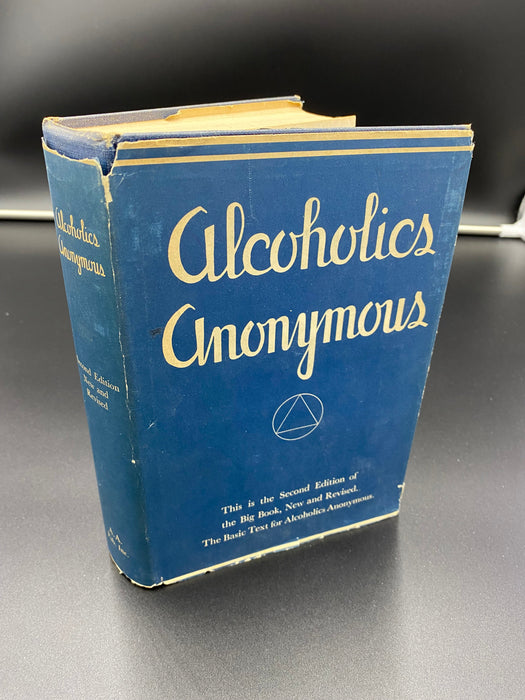 Alcoholics
Anonymous
Second Edition
New and
Revised
A.A.
Inc.
Alcoholics
Anonymous
This is the Second Edition of
the Big Book, New and Revised.
The Basic Text for Alcoholics Anonymous.